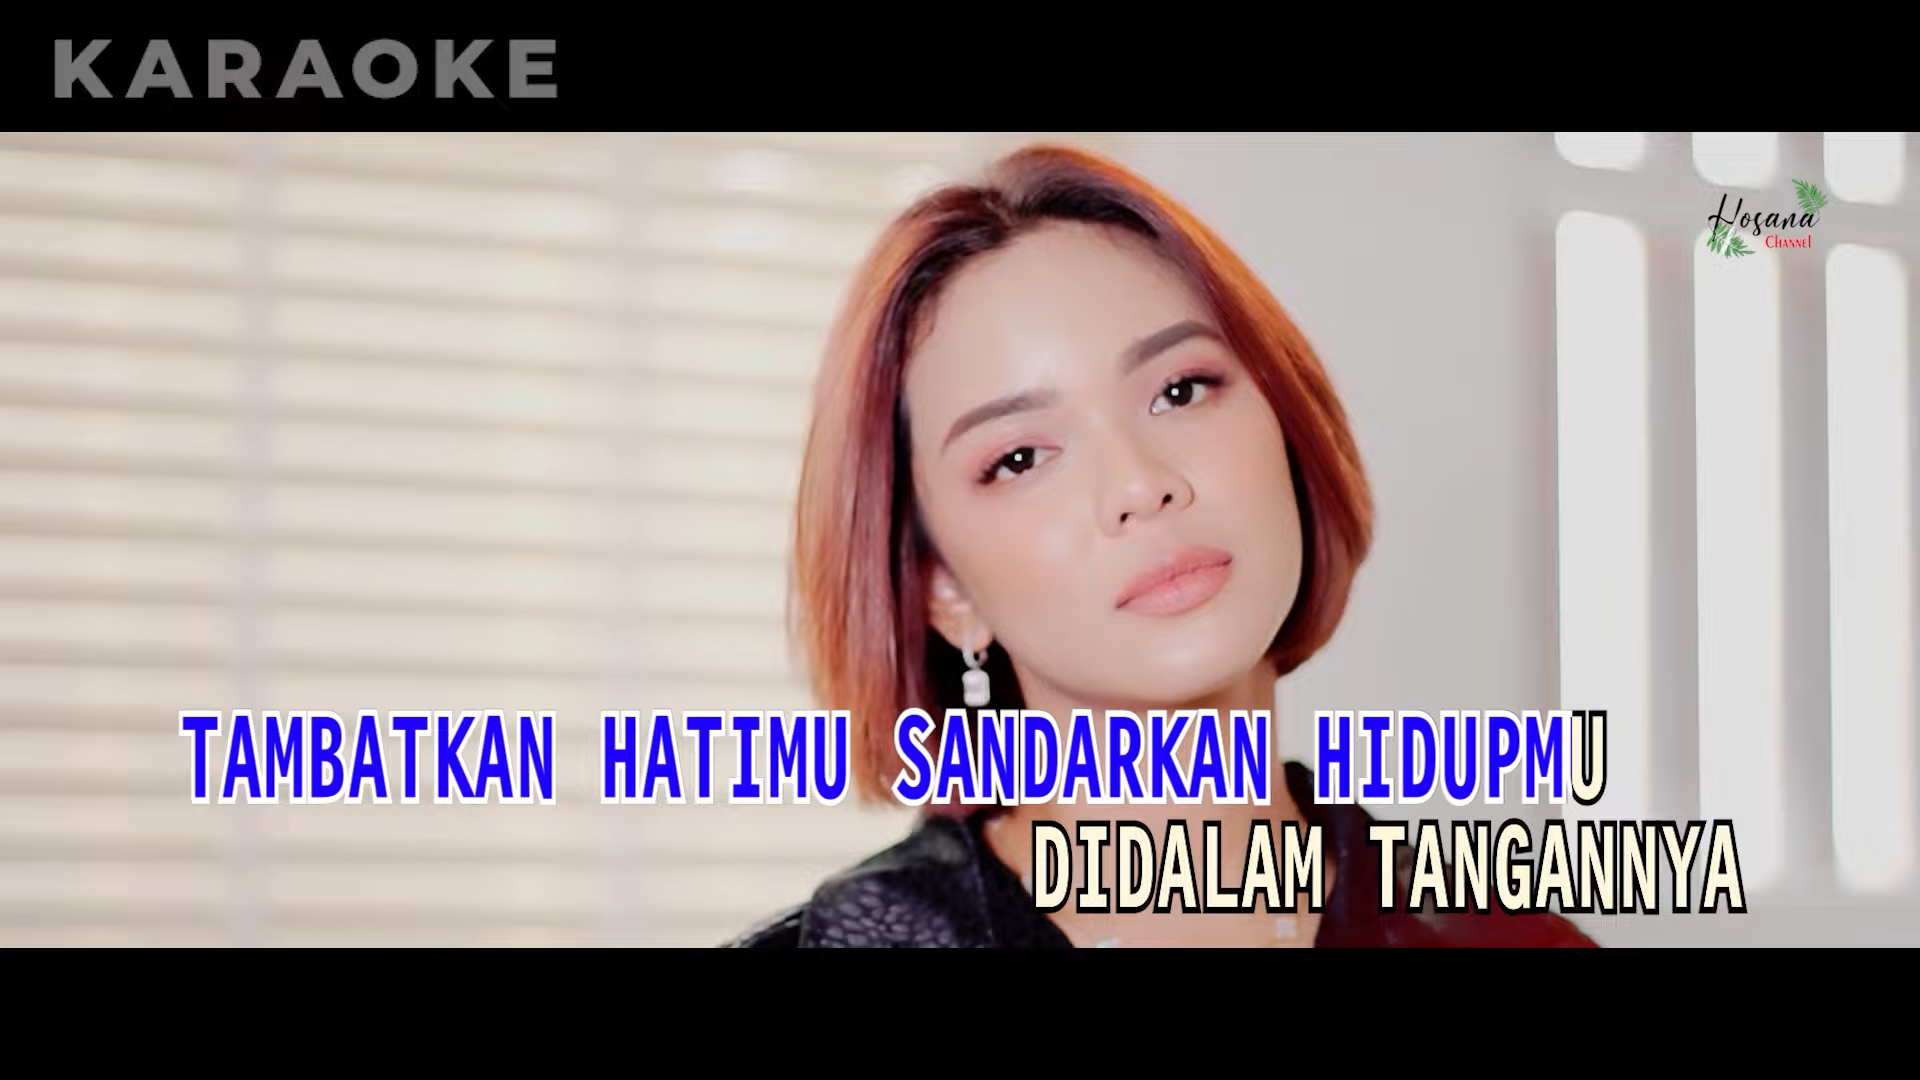 KARAOKE
Hosana
CHANNEL
TAMBATKAN HATIMU SANDARKAN HIDUPMU
DIDALAM TANGANNYA